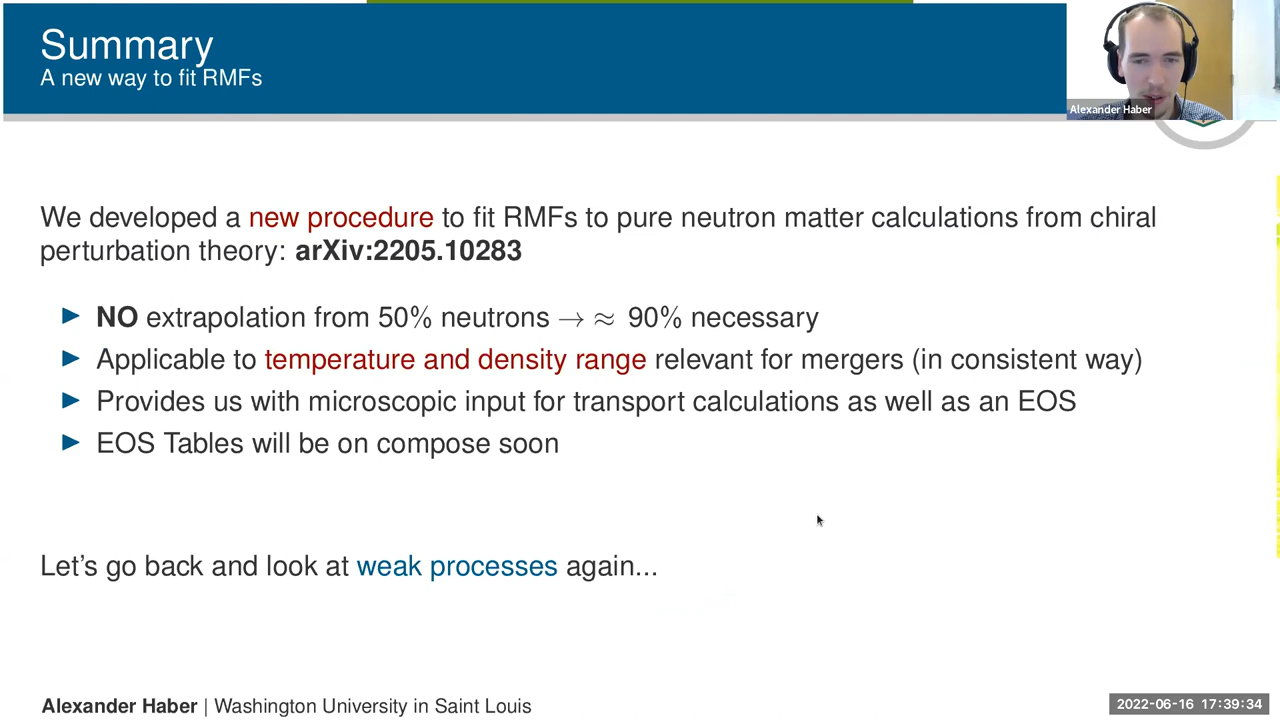 Summary
A new way to fit RMFs
Alexander Haber
We developed a new procedure to fit RMFs to pure neutron matter calculations from chiral
perturbation theory: arXiv:2205.10283
▶ NO extrapolation from 50% neutrons → ≈ 90% necessary
▶ Applicable to temperature and density range relevant for mergers (in consistent way)
▶ Provides us with microscopic input for transport calculations as well as an EOS
▶ EOS Tables will be on compose soon
Let's go back and look at weak processes again...
Alexander Haber | Washington University in Saint Louis
2022-06-16 17:39:34